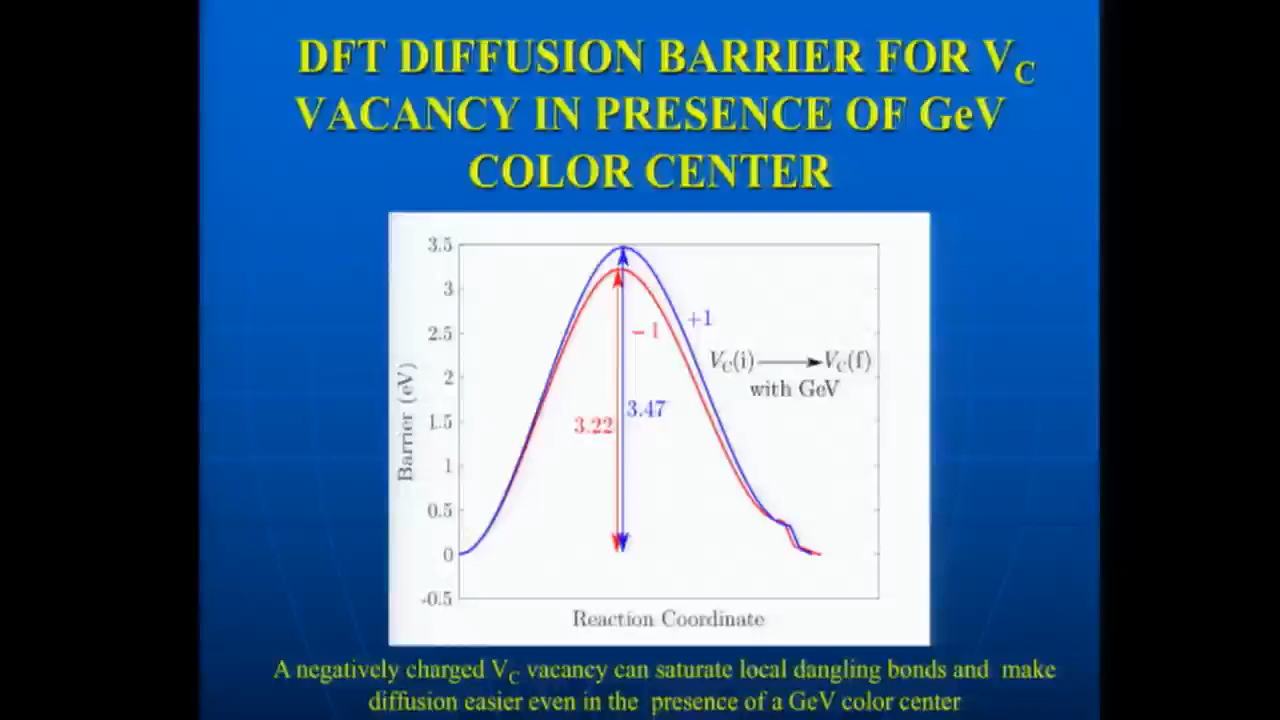 DFT DIFFUSION BARRIER FOR VC
VACANCY IN PRESENCE OF GeV
COLOR CENTER
3.5
3
2.5
2
1.5
1
0.5
0
-0.5
Barrier (eV)
+1
−1
VC(i) → VC(f)
with GeV
3.47
3.22
Reaction Coordinate
A negatively charged VC vacancy can saturate local dangling bonds and make
diffusion easier even in the presence of a GeV color center